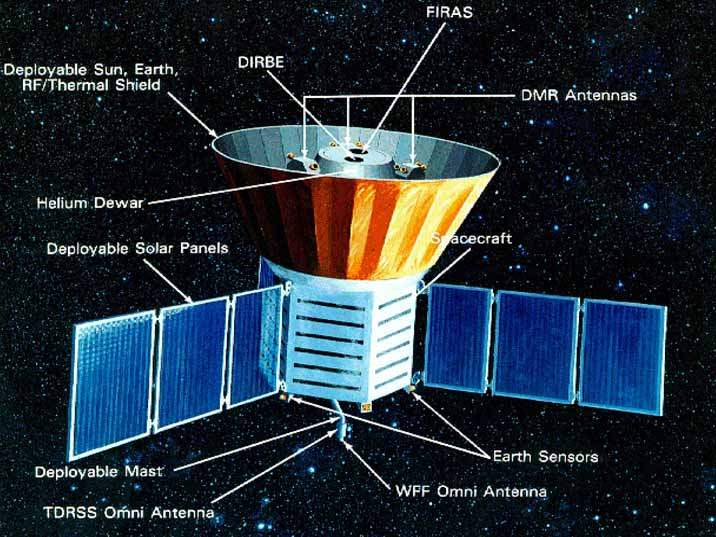 FIRAS
DIRBE
Deployable Sun, Earth,
RF/Thermal Shield
DMR Antennas
Helium Dewar
Spacecraft
Deployable Solar Panels
Earth Sensors
Deployable Mast
WFF Omni Antenna
TDRSS Omni Antenna